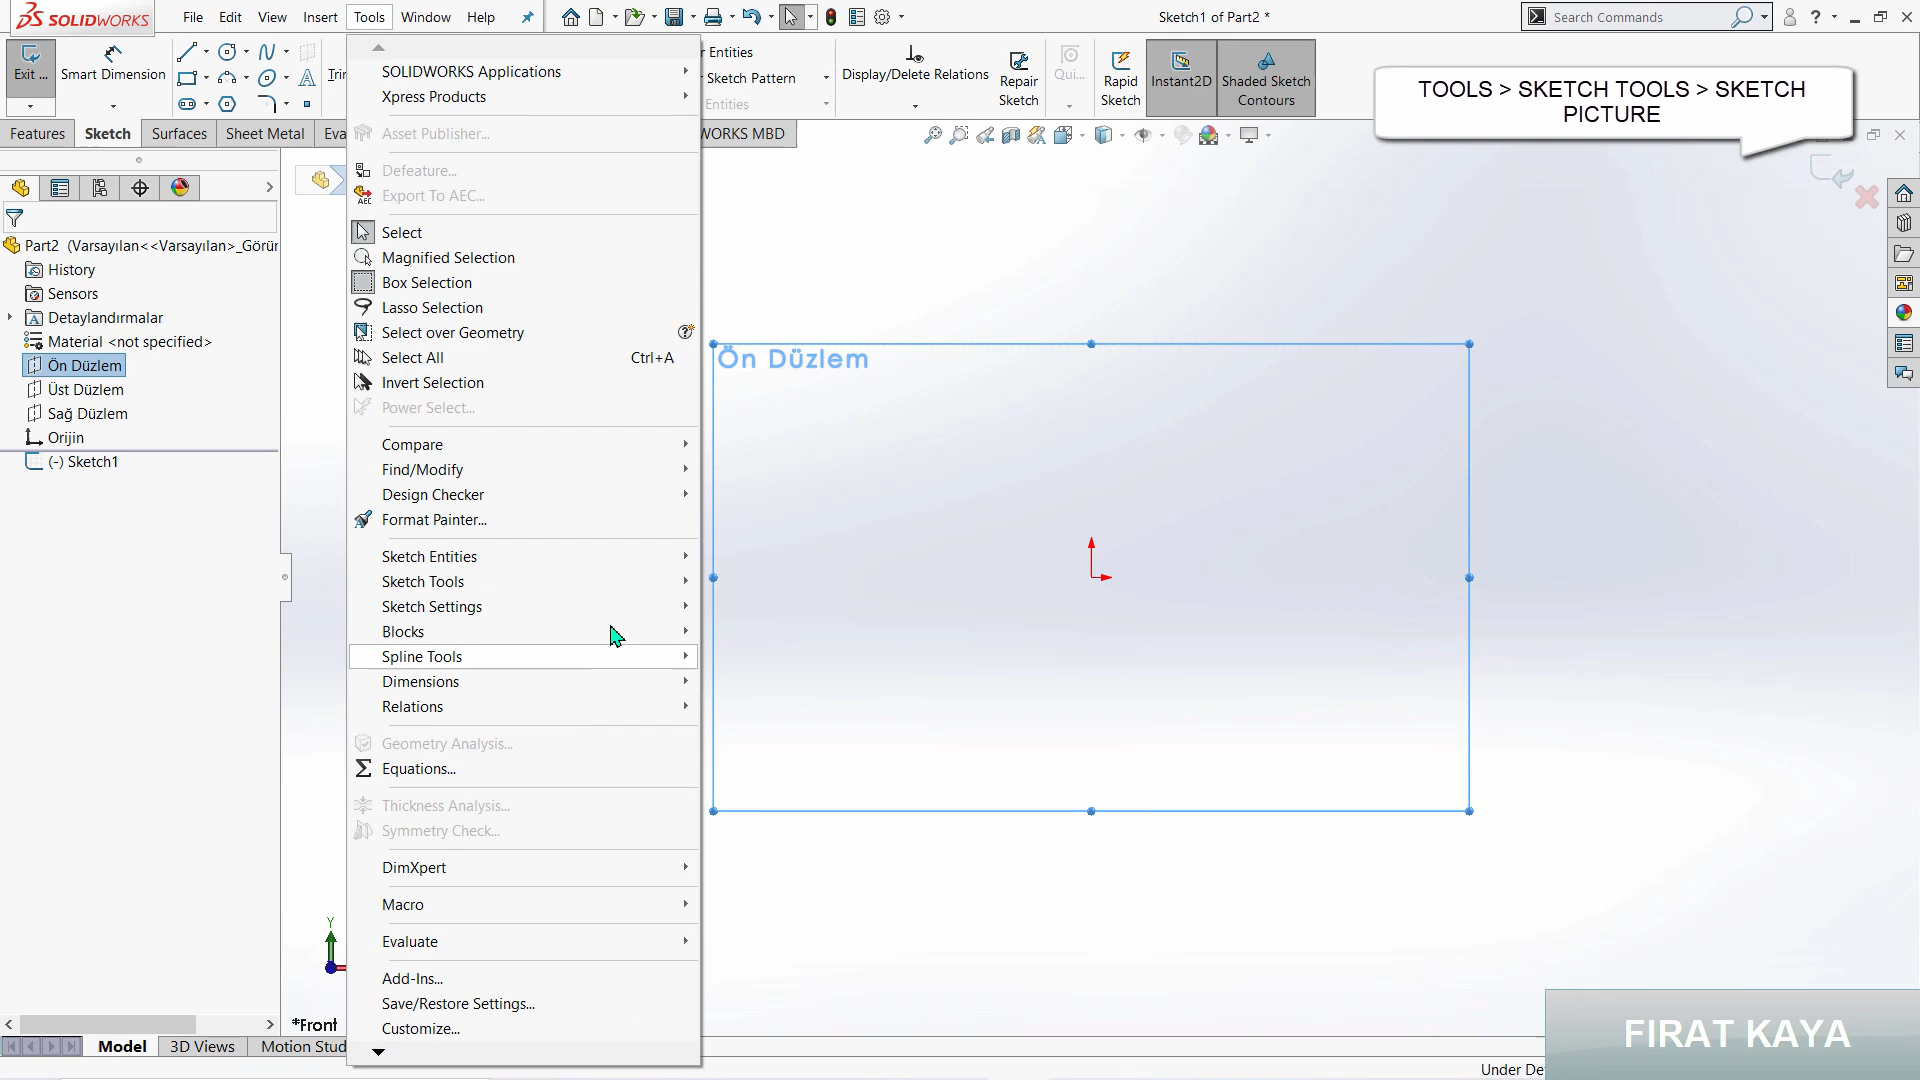 SOLIDWORKS
File
Edit
View
Insert
Tools
Window
Help
Sketch1 of Part2 *
Search Commands
Exit ...
Smart Dimension
Entities
Sketch Pattern
Entities
Display/Delete Relations
Repair Sketch
Qui...
Rapid Sketch
Instant2D
Shaded Sketch Contours
TOOLS > SKETCH TOOLS > SKETCH
PICTURE
Features
Sketch
Surfaces
Sheet Metal
WORKS MBD
Part2 (Varsayılan<<Varsayılan>_Görür
History
Sensors
Detaylandırmalar
Material <not specified>
Ön Düzlem
Üst Düzlem
Sağ Düzlem
Orijin
(-) Sketch1
SOLIDWORKS Applications
Xpress Products
Asset Publisher...
Defeature...
Export To AEC...
Select
Magnified Selection
Box Selection
Lasso Selection
Select over Geometry
Select All Ctrl+A
Invert Selection
Power Select...
Compare
Find/Modify
Design Checker
Format Painter...
Sketch Entities
Sketch Tools
Sketch Settings
Blocks
Spline Tools
Dimensions
Relations
Geometry Analysis...
Equations...
Thickness Analysis...
Symmetry Check...
DimXpert
Macro
Evaluate
Add-Ins...
Save/Restore Settings...
Customize...
Ön Düzlem
Y
*Front
Model
3D Views
Motion Stud
Under De
FIRAT KAYA